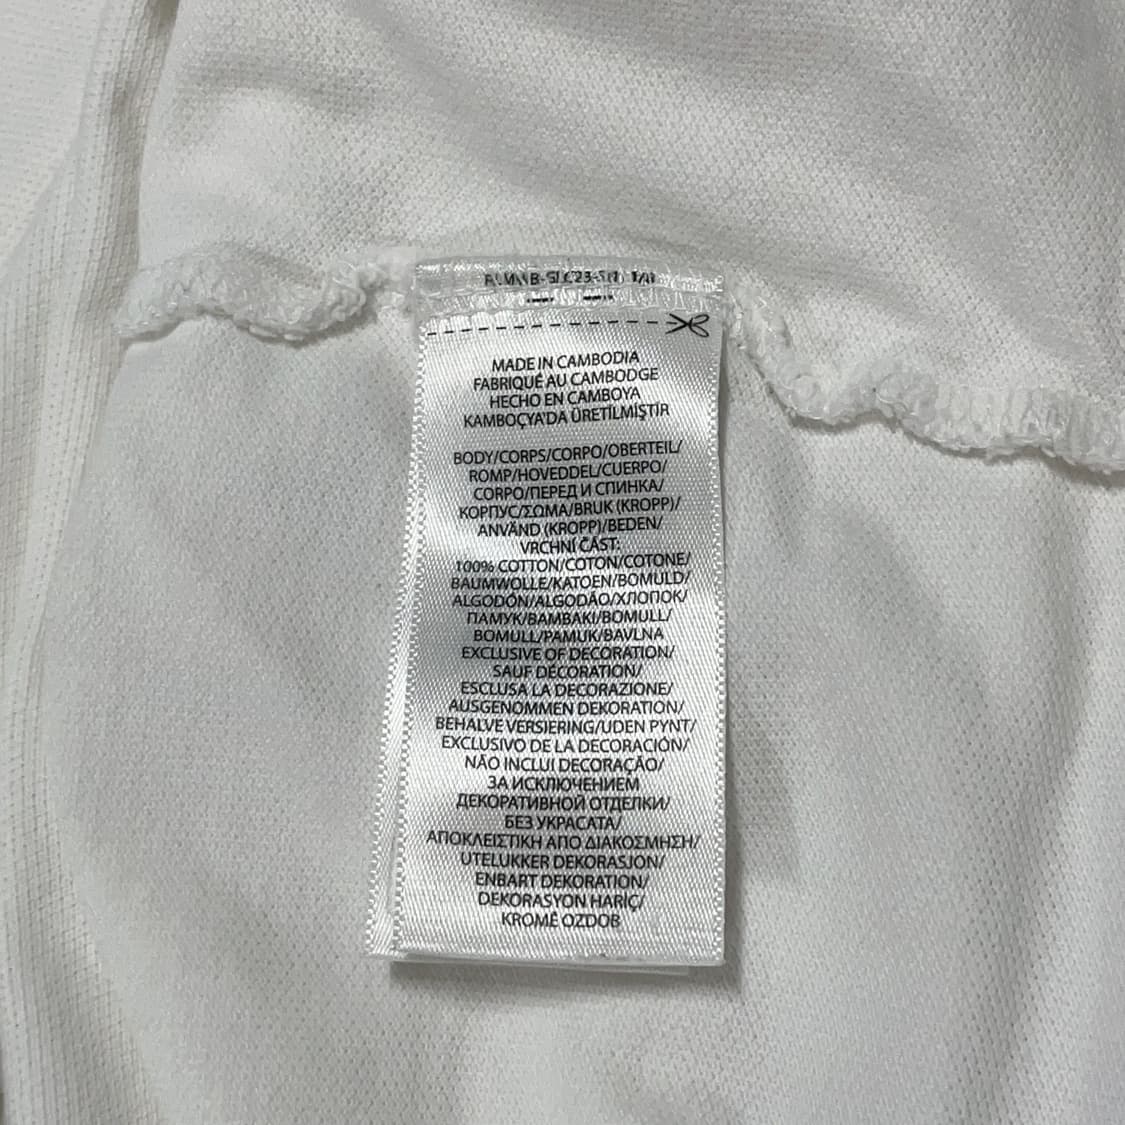 MADE IN CAMBODIA
FABRIQUÉ AU CAMBODGE
HECHO EN CAMBOYA
KAMBOÇYA'DA ÜRETİLMİŞTİR
BODY/CORPS/CORPO/OBERTEIL/
ROMP/HOVEDDEL/CUERPO/
CORPO/ПЕРЕД И СПИНКА/
КОРПУС/ΣΩΜΑ/BRUK (KROPP)/
ANVÄND (KROPP)/BEDEN/
VRCHNÍ ČÁST:
100% COTTON/COTON/COTONE/
BAUMWOLLE/KATOEN/BOMULD/
ALGODÓN/ALGODÃO/ХЛОПОК/
ПАМУК/ΒΑΜΒΑΚΙ/BOMULL/
BOMULL/PAMUK/BAVLNA
EXCLUSIVE OF DECORATION/
SAUF DÉCORATION/
ESCLUSA LA DECORAZIONE/
AUSGENOMMEN DEKORATION/
BEHALVE VERSIERING/UDEN PYNT/
EXCLUSIVO DE LA DECORACIÓN/
NÃO INCLUI DECORAÇÃO/
ЗА ИСКЛЮЧЕНИЕМ
ДЕКОРАТИВНОЙ ОТДЕЛКИ/
БЕЗ УКРАСАТА/
ΑΠΟΚΛΕΙΣΤΙΚΗ ΑΠΟ ΔΙΑΚΟΣΜΗΣΗ/
UTELUKKER DEKORASJON/
ENBART DEKORATION/
DEKORASYON HARİÇ/
KROMĚ OZDOB